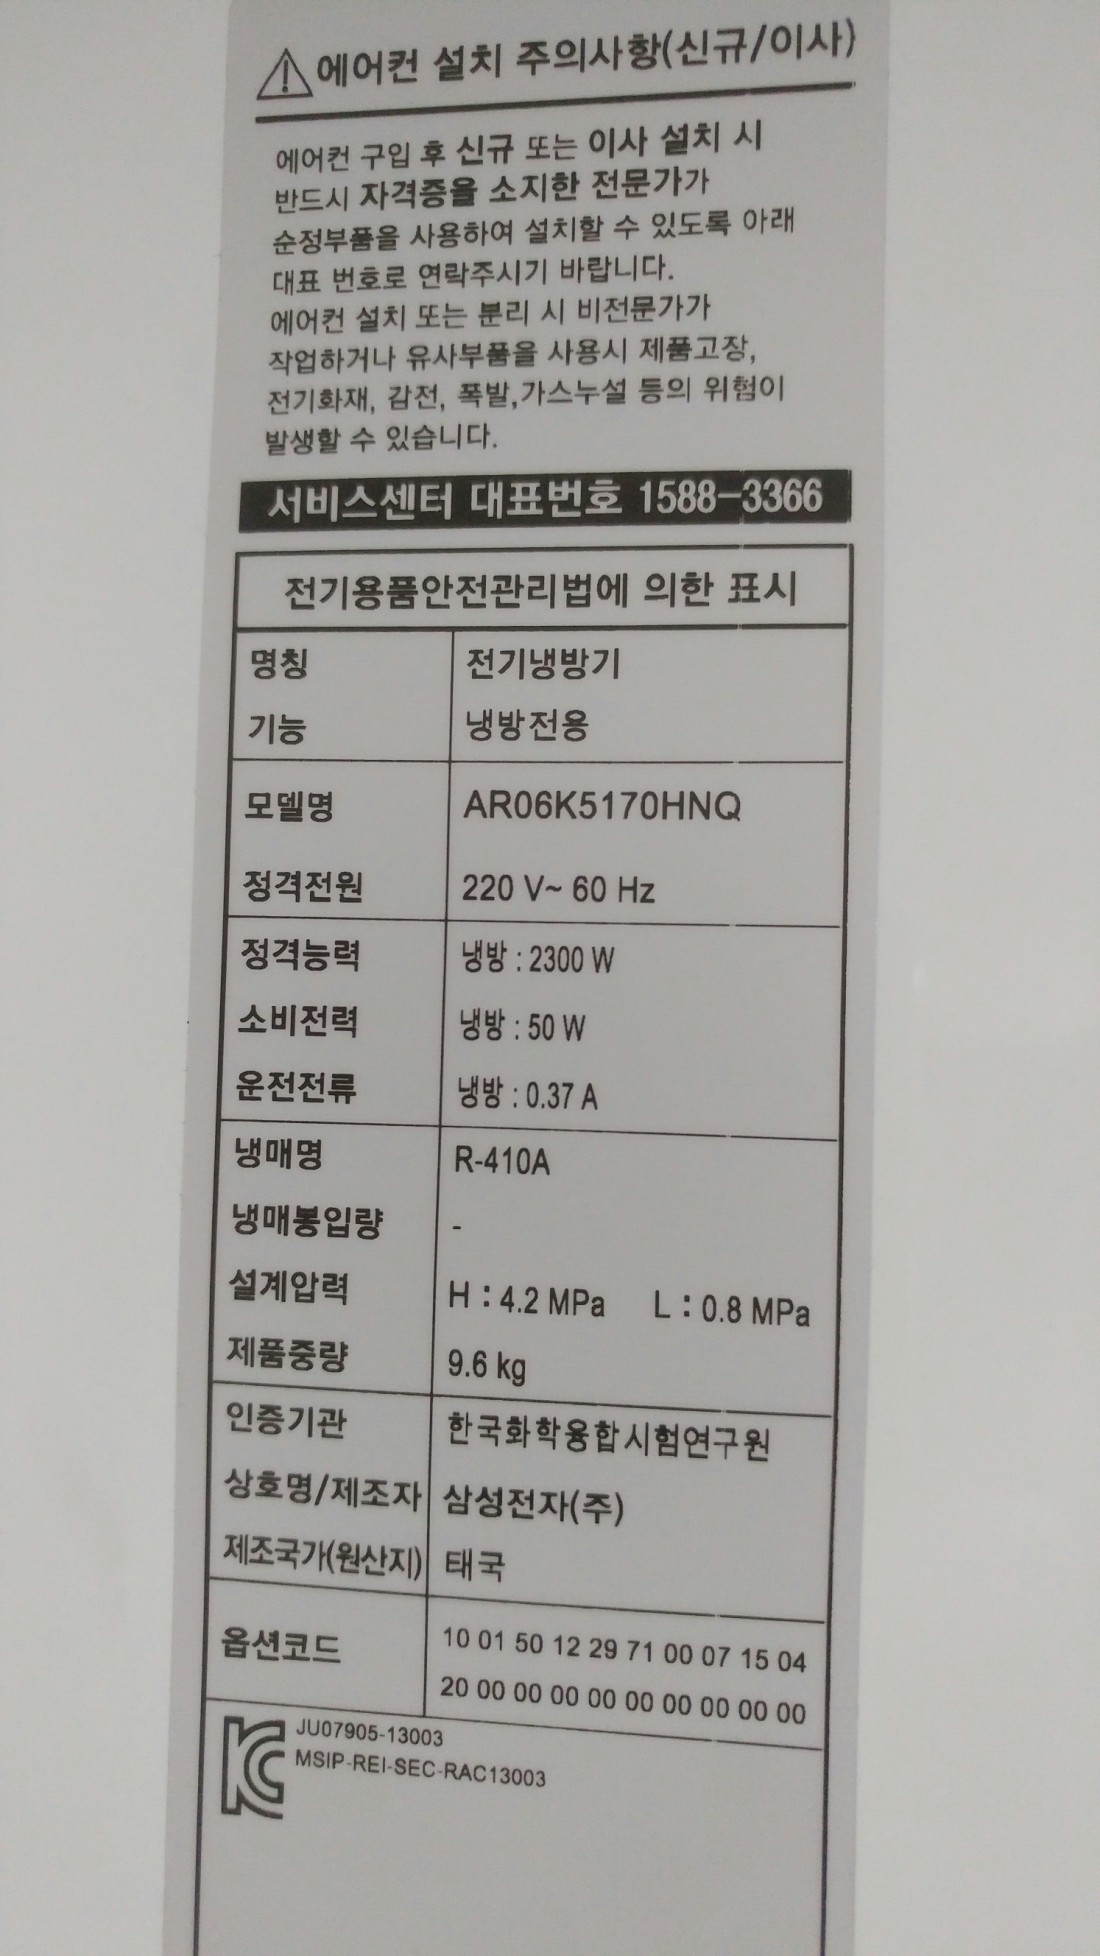 에어컨 설치 주의사항(신규/이사)
에어컨 구입 후 신규 또는 이사 설치 시
반드시 자격증을 소지한 전문가가
순정부품을 사용하여 설치할 수 있도록 아래
대표 번호로 연락주시기 바랍니다.
에어컨 설치 또는 분리 시 비전문가가
작업하거나 유사부품을 사용시 제품고장,
전기화재, 감전, 폭발,가스누설 등의 위험이
발생할 수 있습니다.
서비스센터 대표번호 1588-3366
전기용품안전관리법에 의한 표시
명칭 전기냉방기
기능 냉방전용
모델명 AR06K5170HNQ
정격전원 220 V~ 60 Hz
정격능력 냉방 : 2300 W
소비전력 냉방 : 50 W
운전전류 냉방 : 0.37 A
냉매명 R-410A
냉매봉입량 -
설계압력 H : 4.2 MPa L : 0.8 MPa
제품중량 9.6 kg
인증기관 한국화학융합시험연구원
상호명/제조자 삼성전자(주)
제조국가(원산지) 태국
옵션코드 10 01 50 12 29 71 00 07 15 04
20 00 00 00 00 00 00 00 00 00
JU07905-13003
MSIP-REI-SEC-RAC13003